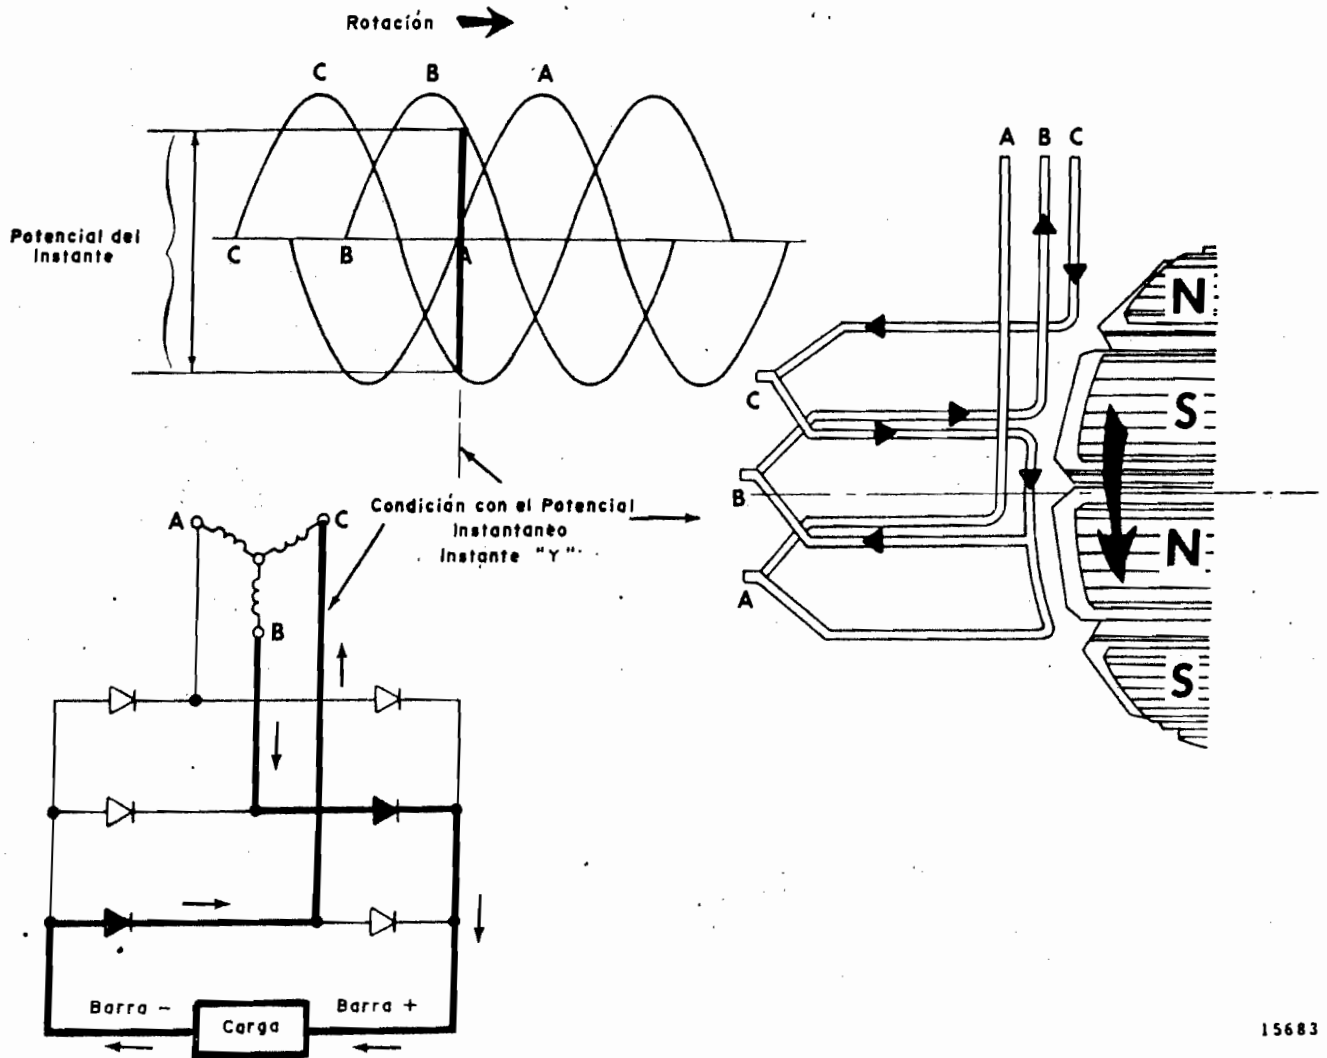 Rotación
C B A
A B C
N
C B A
Potencial del
Instante
S
C
B
Condición con el Potencial
Instantaneo
Instante "Y"
A C
N
A
B
S
Barra - Barra +
Carga
15683